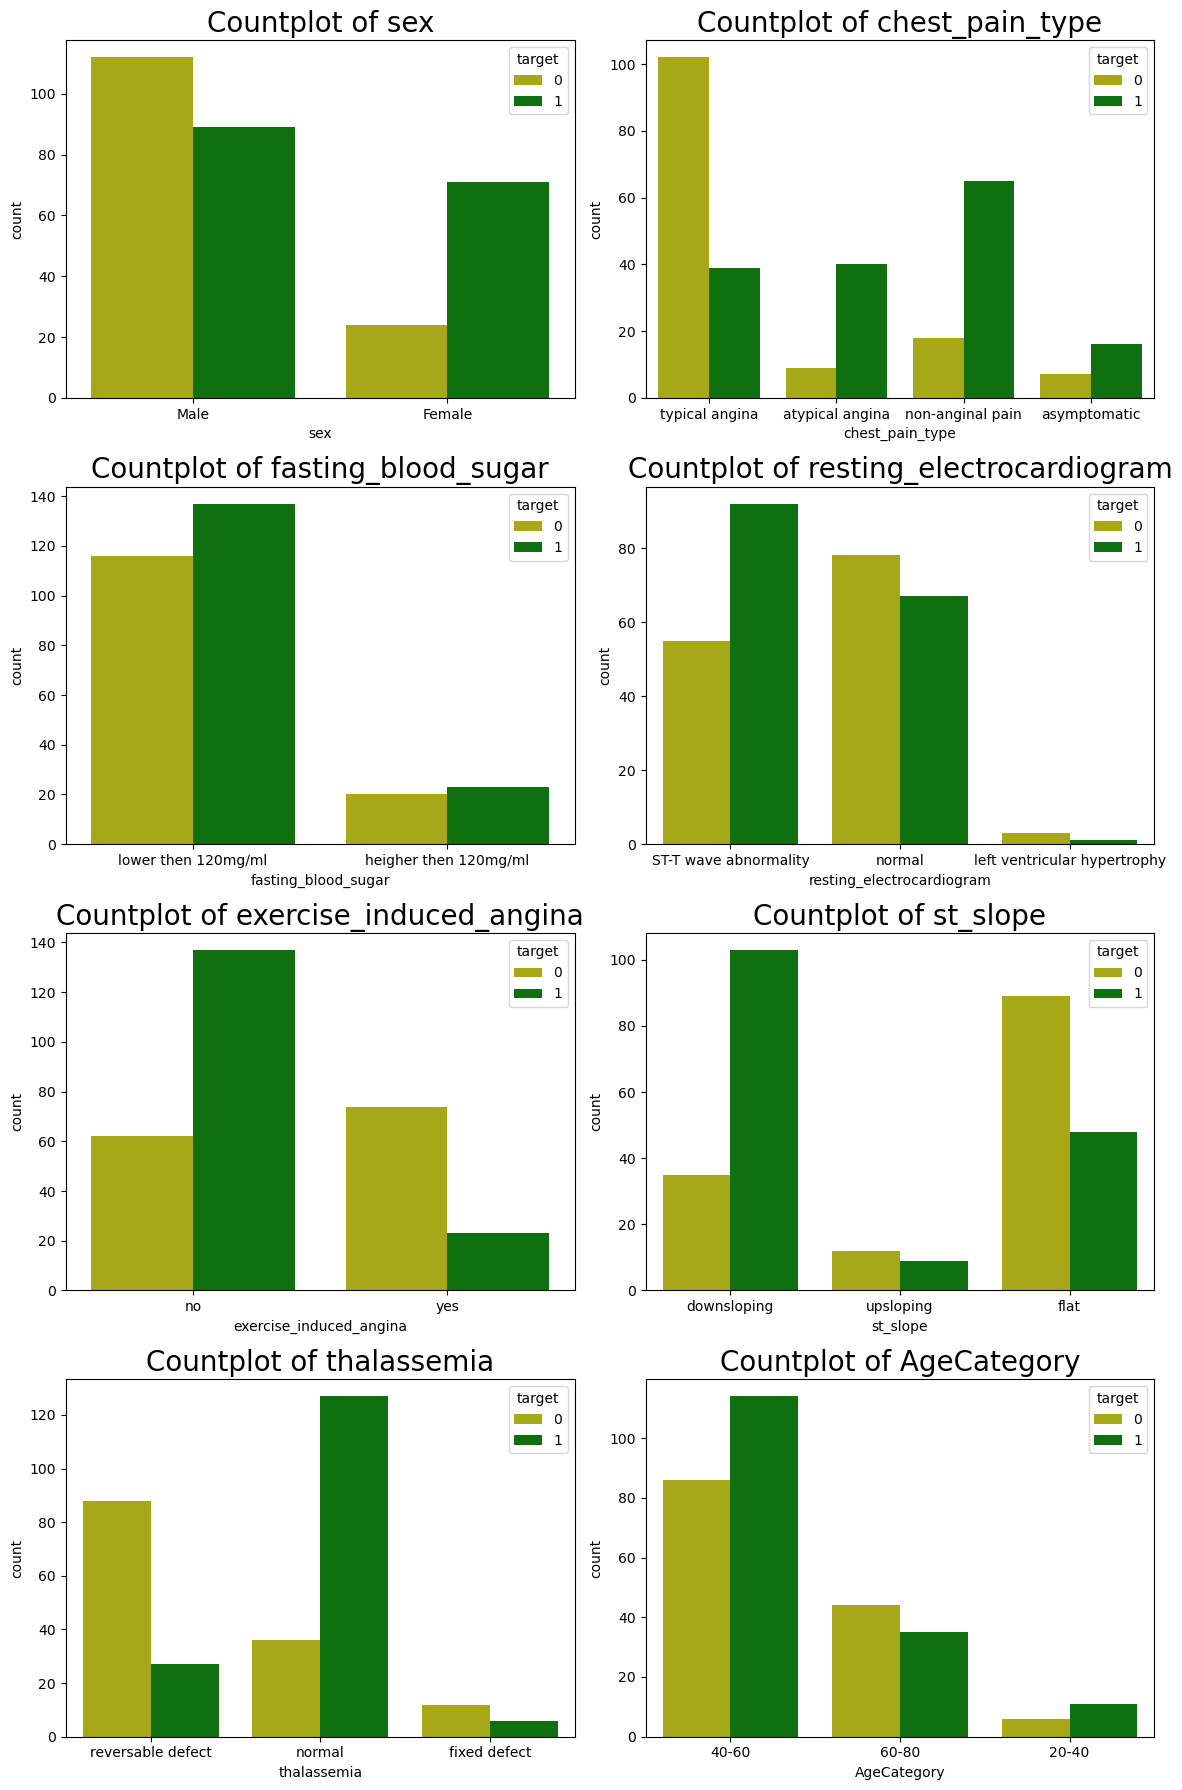 Countplot of sex
target
0
1
100
80
60
40
20
0
count
Male
Female
sex
Countplot of chest_pain_type
target
0
1
100
80
60
40
20
0
count
typical angina
atypical angina
non-anginal pain
asymptomatic
chest_pain_type
Countplot of fasting_blood_sugar
target
0
1
140
120
100
80
60
40
20
0
count
lower then 120mg/ml
heigher then 120mg/ml
fasting_blood_sugar
Countplot of resting_electrocardiogram
target
0
1
80
60
40
20
0
count
ST-T wave abnormality
normal
left ventricular hypertrophy
resting_electrocardiogram
Countplot of exercise_induced_angina
target
0
1
140
120
100
80
60
40
20
0
count
no
yes
exercise_induced_angina
Countplot of st_slope
target
0
1
100
80
60
40
20
0
count
downsloping
upsloping
flat
st_slope
Countplot of thalassemia
target
0
1
120
100
80
60
40
20
0
count
reversable defect
normal
fixed defect
thalassemia
Countplot of AgeCategory
target
0
1
100
80
60
40
20
0
count
40-60
60-80
20-40
AgeCategory